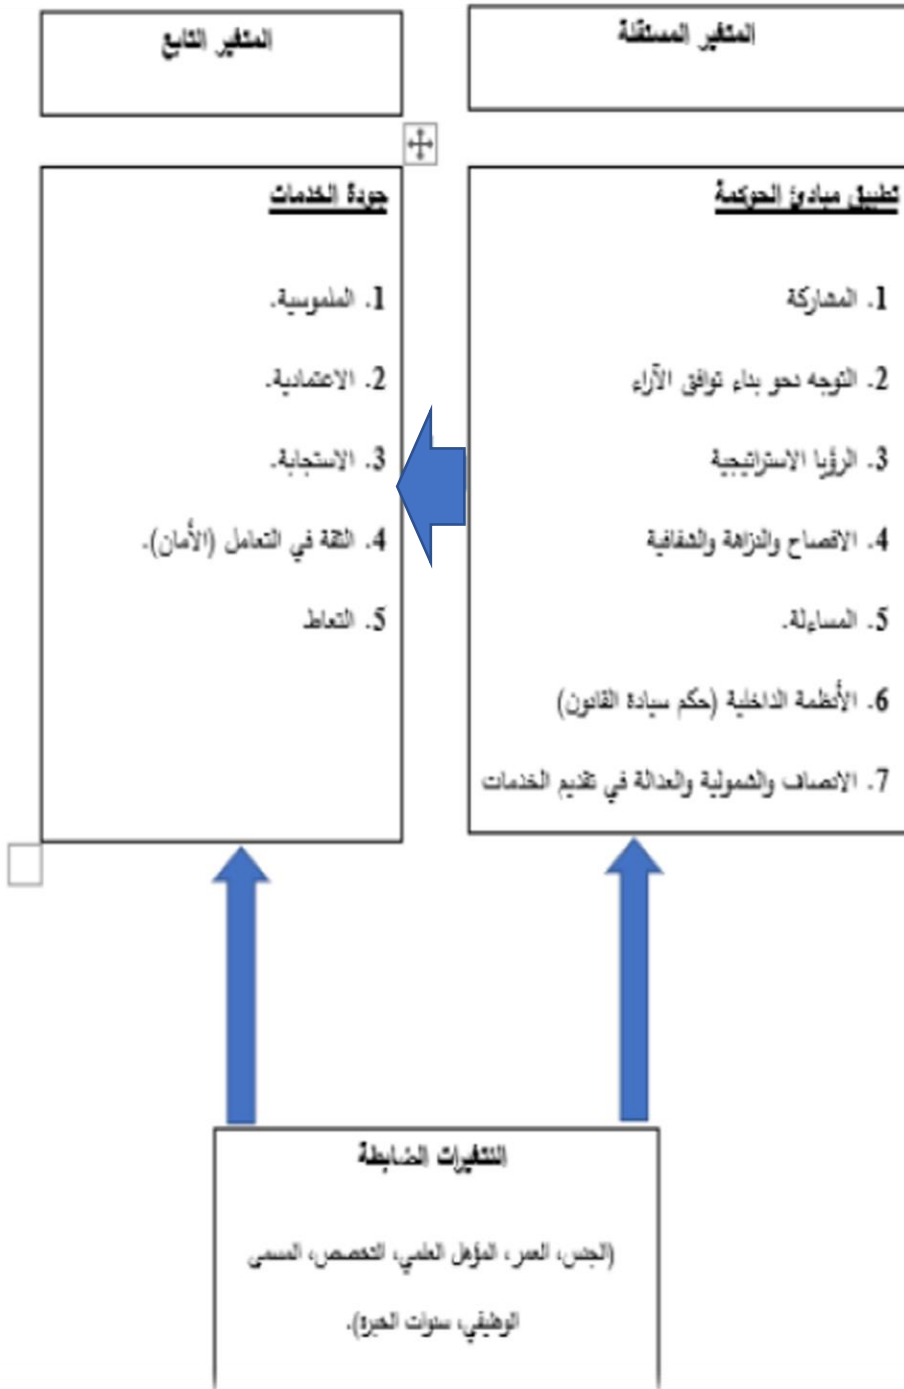 المتغير المستقلة
المتغير التابع
تطبيق مبادئ الحوكمة
1. المشاركة
2. التوجه نحو بناء توافق الآراء
3. الرؤيا الاستراتيجية
4. الافصاح والنزاهة والشفافية
5. المساءلة.
6. الأنظمة الداخلية (حكم سيادة القانون)
7. الانصاف والشمولية والعدالة في تقديم الخدمات
جودة الخدمات
1. الملموسية.
2. الاعتمادية.
3. الاستجابة.
4. الثقة في التعامل (الأمان).
5. التعاط
المتغيرات الضابطة
(الجنس، العمر، المؤهل العلمي، التخصص، المسمى
الوظيفي، سنوات الخبرة).